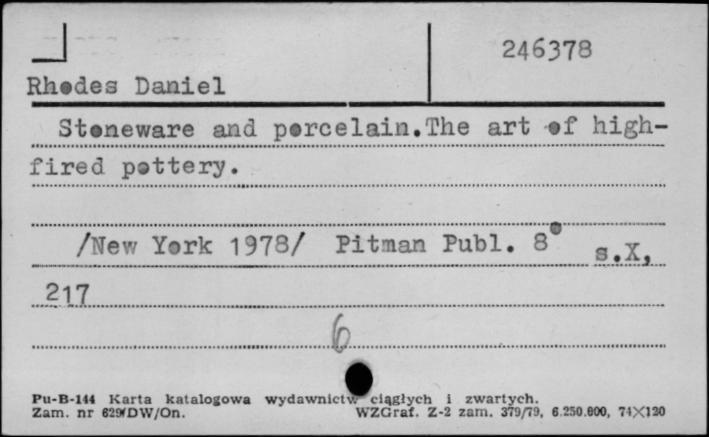 246378
Rhodes Daniel
Stoneware and porcelain.The art of high-
fired pottery.
/New York 1978/ Pitman Publ. 8° s.X,
217
6
Pu-B-144 Karta katalogowa wydawnictw ciągłych i zwartych.
Zam. nr 629/DW/On. WZGraf. Z-2 zam. 379/79, 6.250.000, 74×120